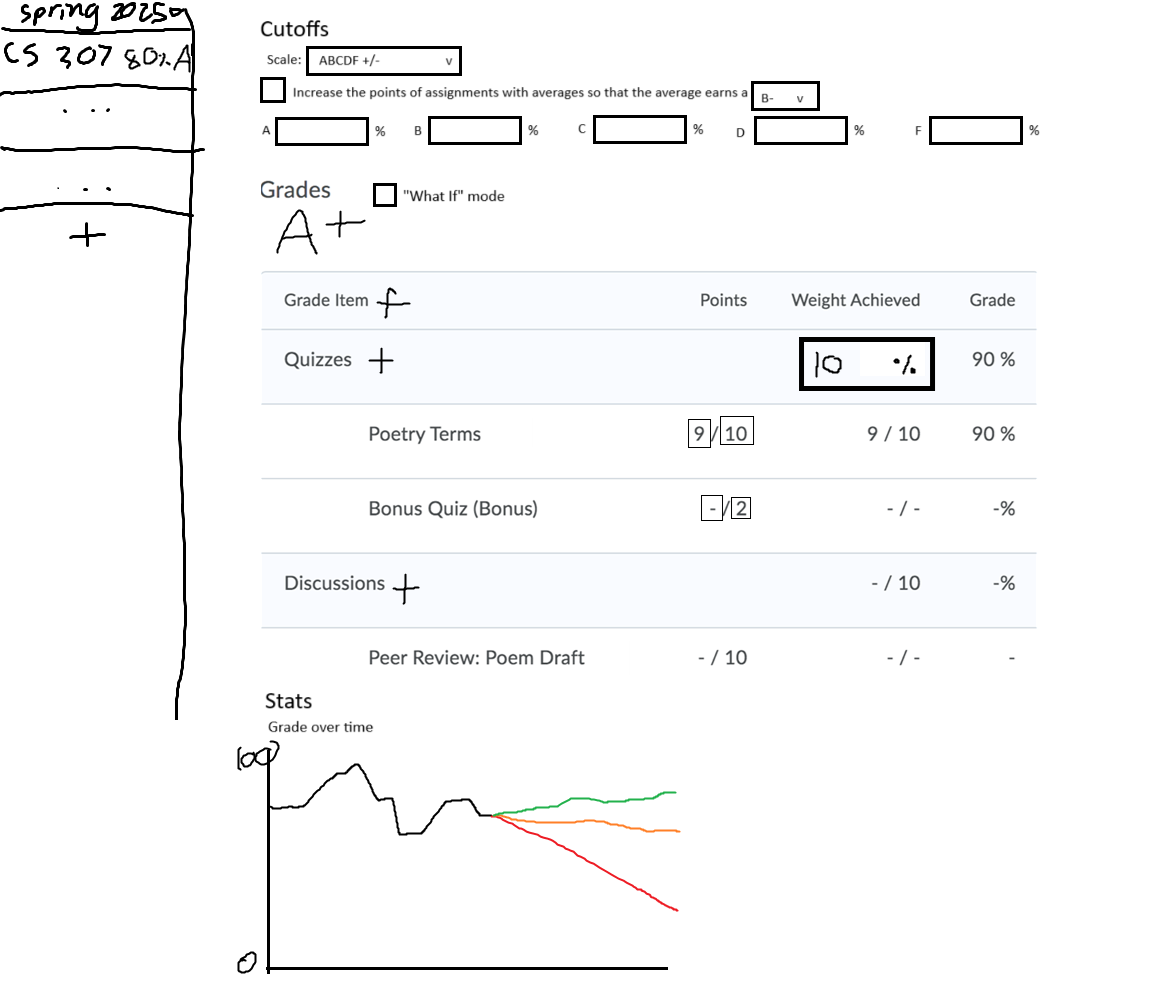 spring 2025
CS 307 80% A
...
...
+
Cutoffs
Scale: ABCDF +/- v
Increase the points of assignments with averages so that the average earns a B- v
A % B % C % D % F %
Grades "What If" mode
A+
Grade Item + Points Weight Achieved Grade
Quizzes + 10 % 90 %
Poetry Terms 9/10 9 / 10 90 %
Bonus Quiz (Bonus) -/2 - / - -%
Discussions + - / 10 -%
Peer Review: Poem Draft - / 10 - / - -
Stats
Grade over time
100
0